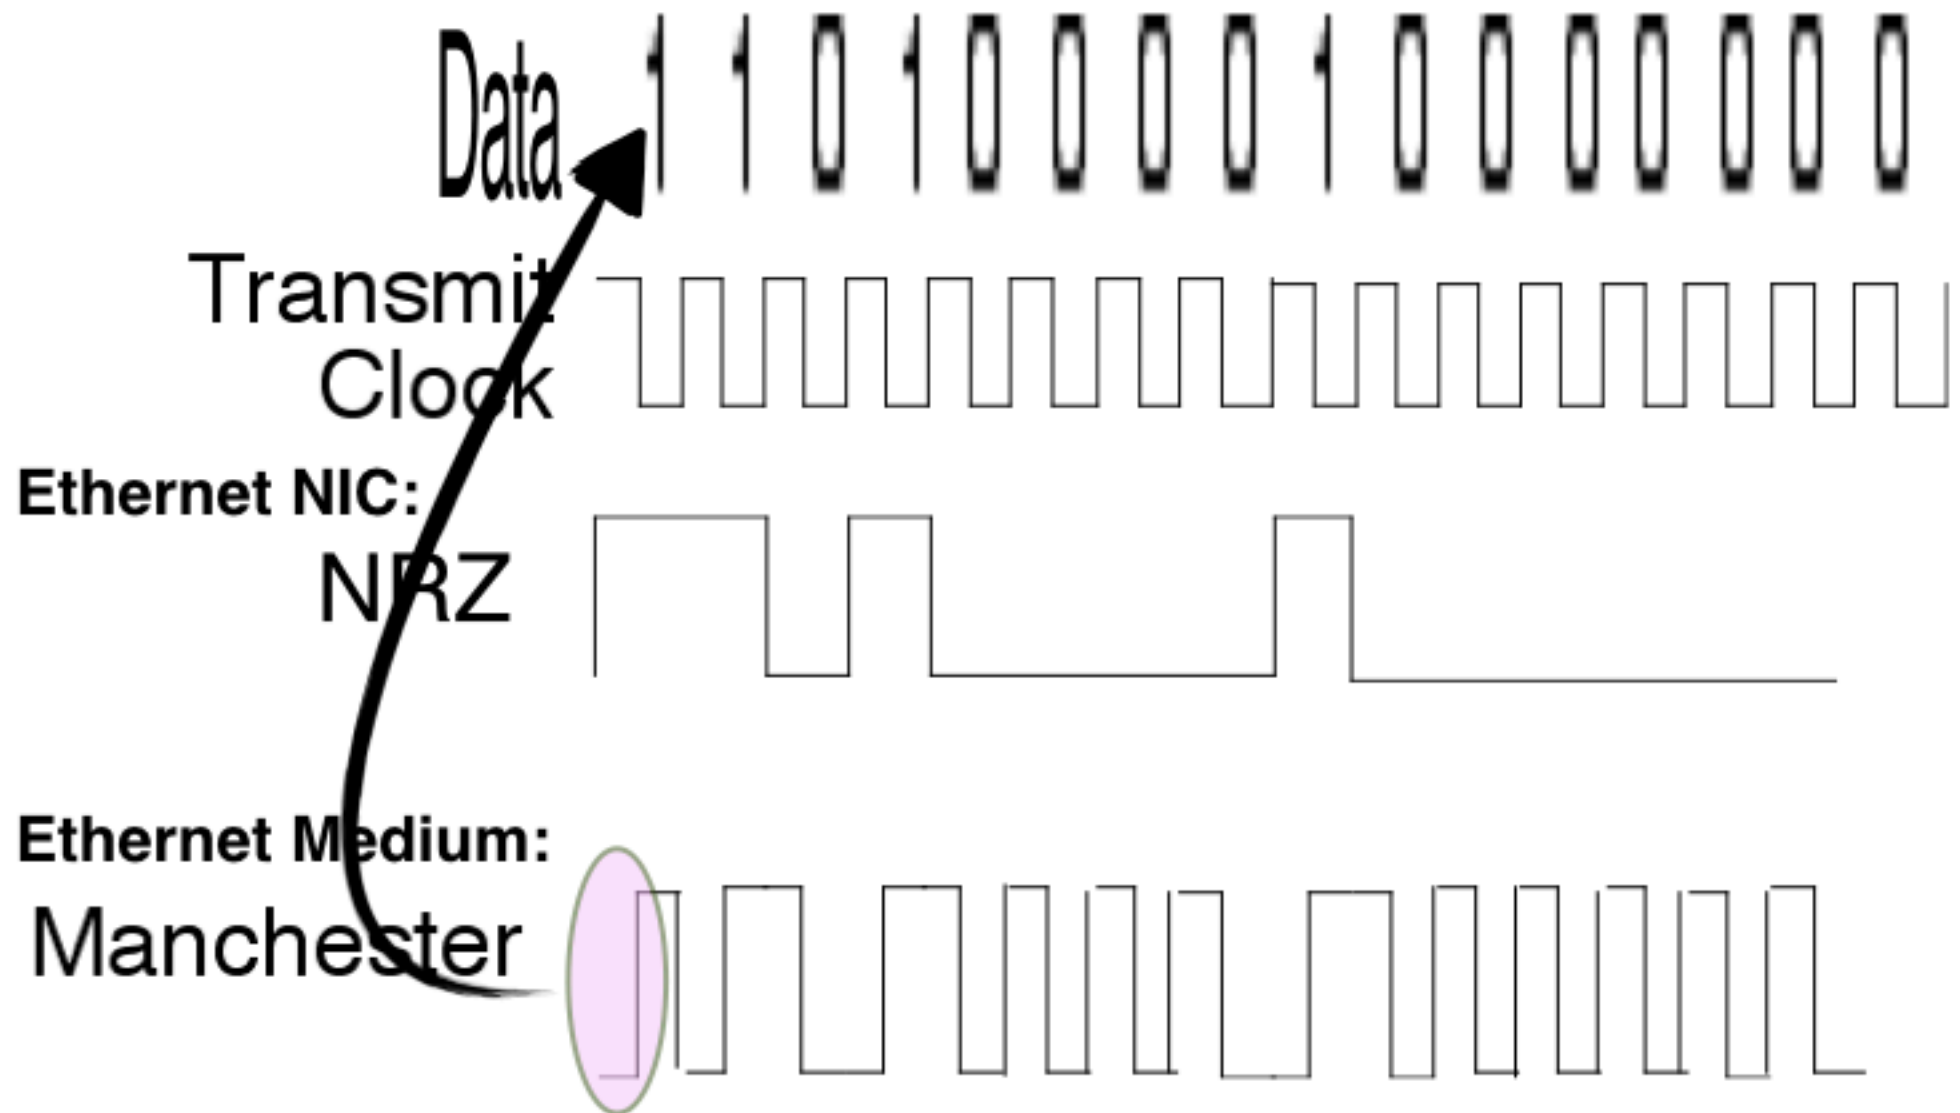 Data 1 1 0 1 0 0 0 0 1 0 0 0 0 0 0 0
Transmit
Clock
Ethernet NIC:
NRZ
Ethernet Medium:
Manchester